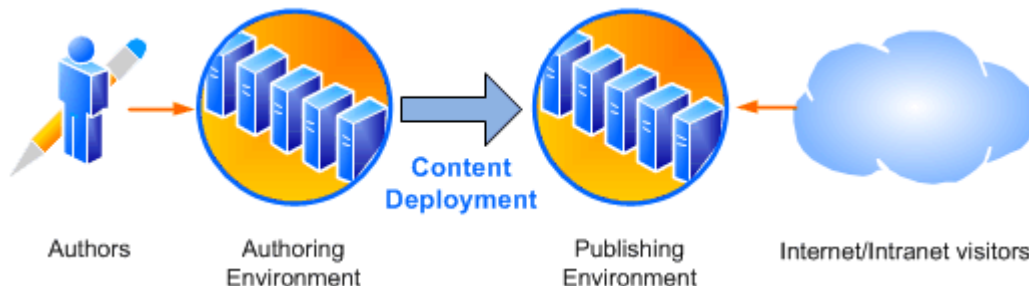 Content
Deployment
Authors
Authoring
Environment
Publishing
Environment
Internet/Intranet visitors